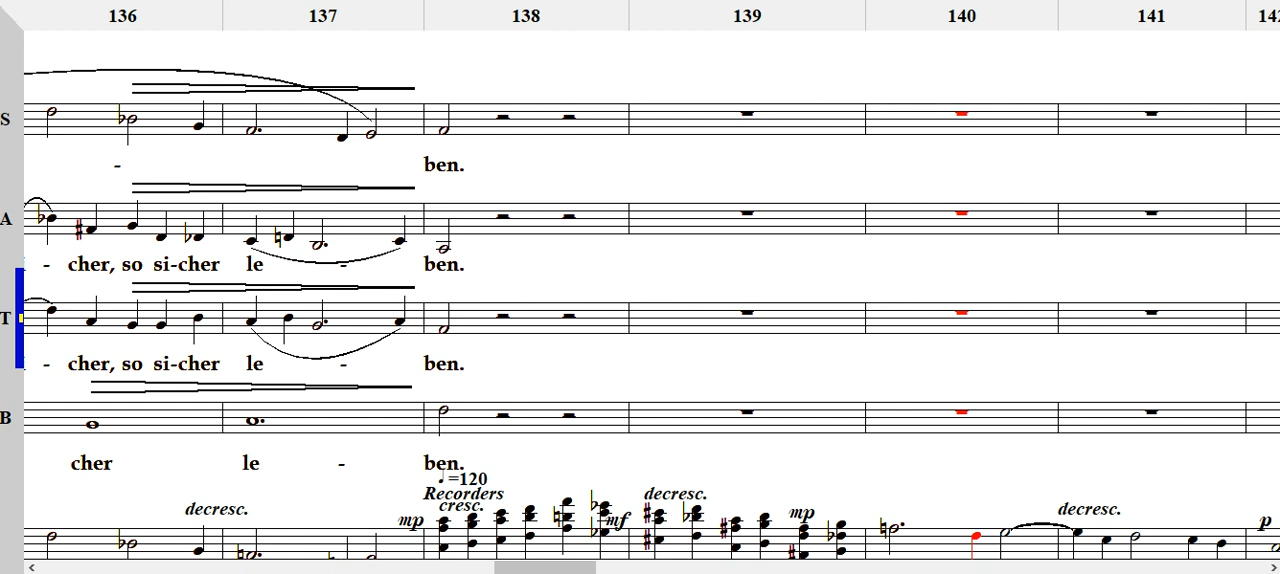 136 137 138 139 140 141 142
S
- ben.
A
- cher, so si-cher le - ben.
T
- cher, so si-cher le - ben.
B
cher le - ben.
♩=120
Recorders decresc.
decresc. cresc. decresc.
mp mf mp p